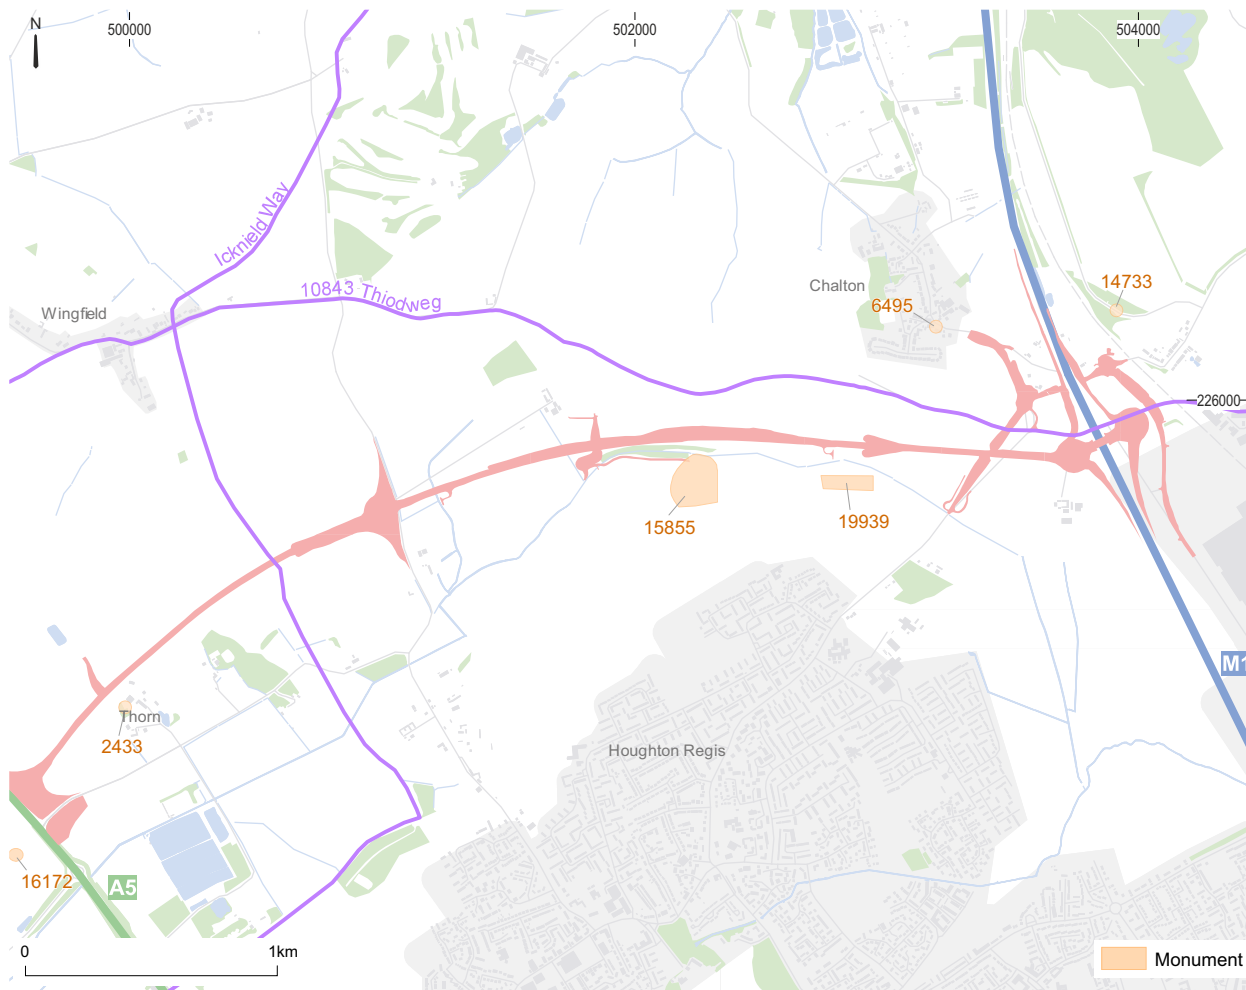 N
500000
502000
504000
Icknield Way
10843 Thiodweg
Wingfield
Chalton
6495
14733
226000
15855
19939
M1
Thorn
2433
Houghton Regis
16172
A5
0
1km
Monument